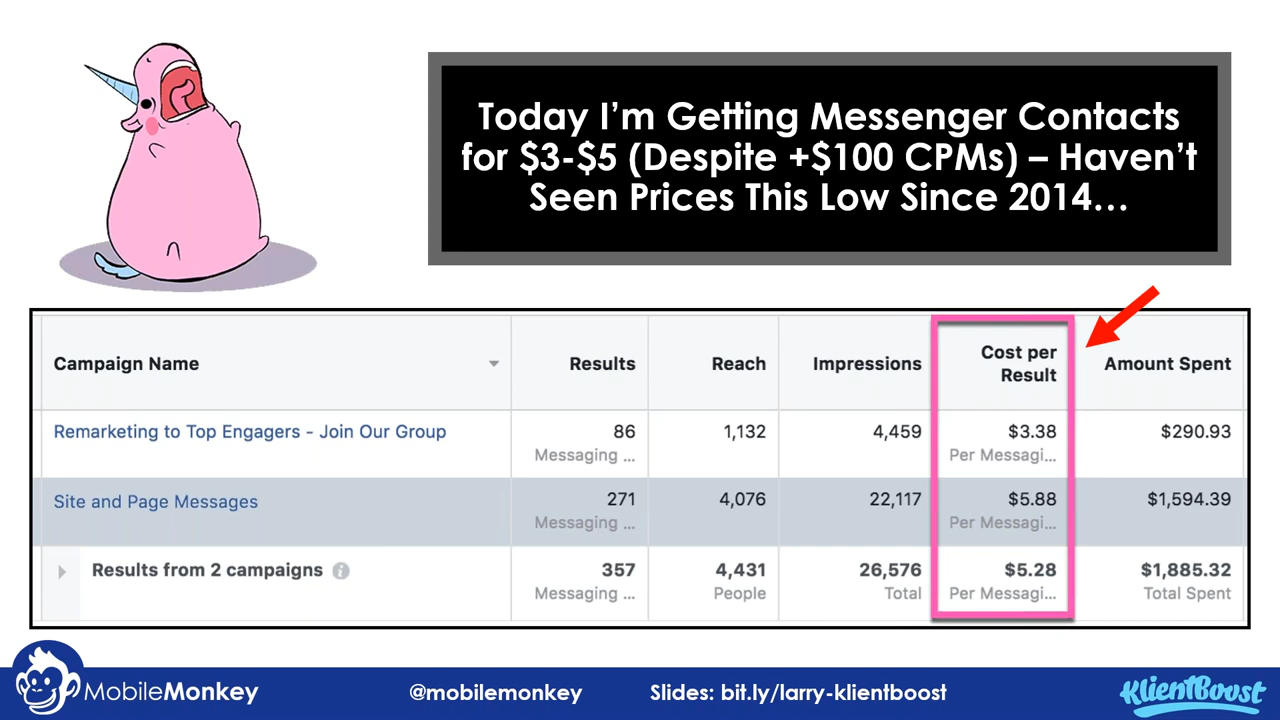 Today I’m Getting Messenger Contacts
for $3-$5 (Despite +$100 CPMs) – Haven’t
Seen Prices This Low Since 2014…
Campaign Name Results Reach Impressions Cost per Result Amount Spent
Remarketing to Top Engagers - Join Our Group 86 1,132 4,459 $3.38 $290.93
Messaging ... Per Messagi...
Site and Page Messages 271 4,076 22,117 $5.88 $1,594.39
Messaging ... Per Messagi...
Results from 2 campaigns 357 4,431 26,576 $5.28 $1,885.32
Messaging ... People Total Per Messagi... Total Spent
MobileMonkey @mobilemonkey Slides: bit.ly/larry-klientboost KlientBoost